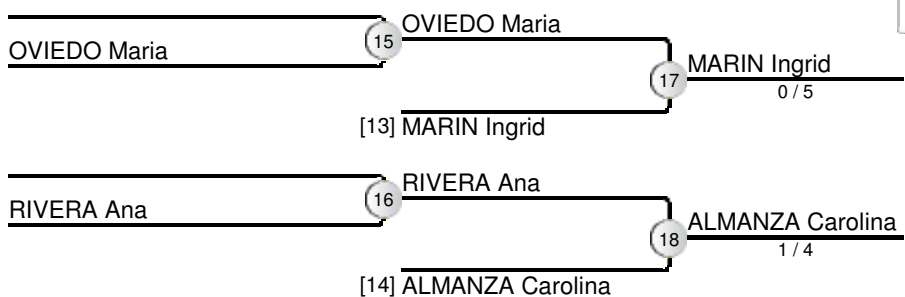 OVIEDO Maria
15
OVIEDO Maria
17
MARIN Ingrid
0 / 5
[13] MARIN Ingrid
RIVERA Ana
16
RIVERA Ana
18
ALMANZA Carolina
1 / 4
[14] ALMANZA Carolina